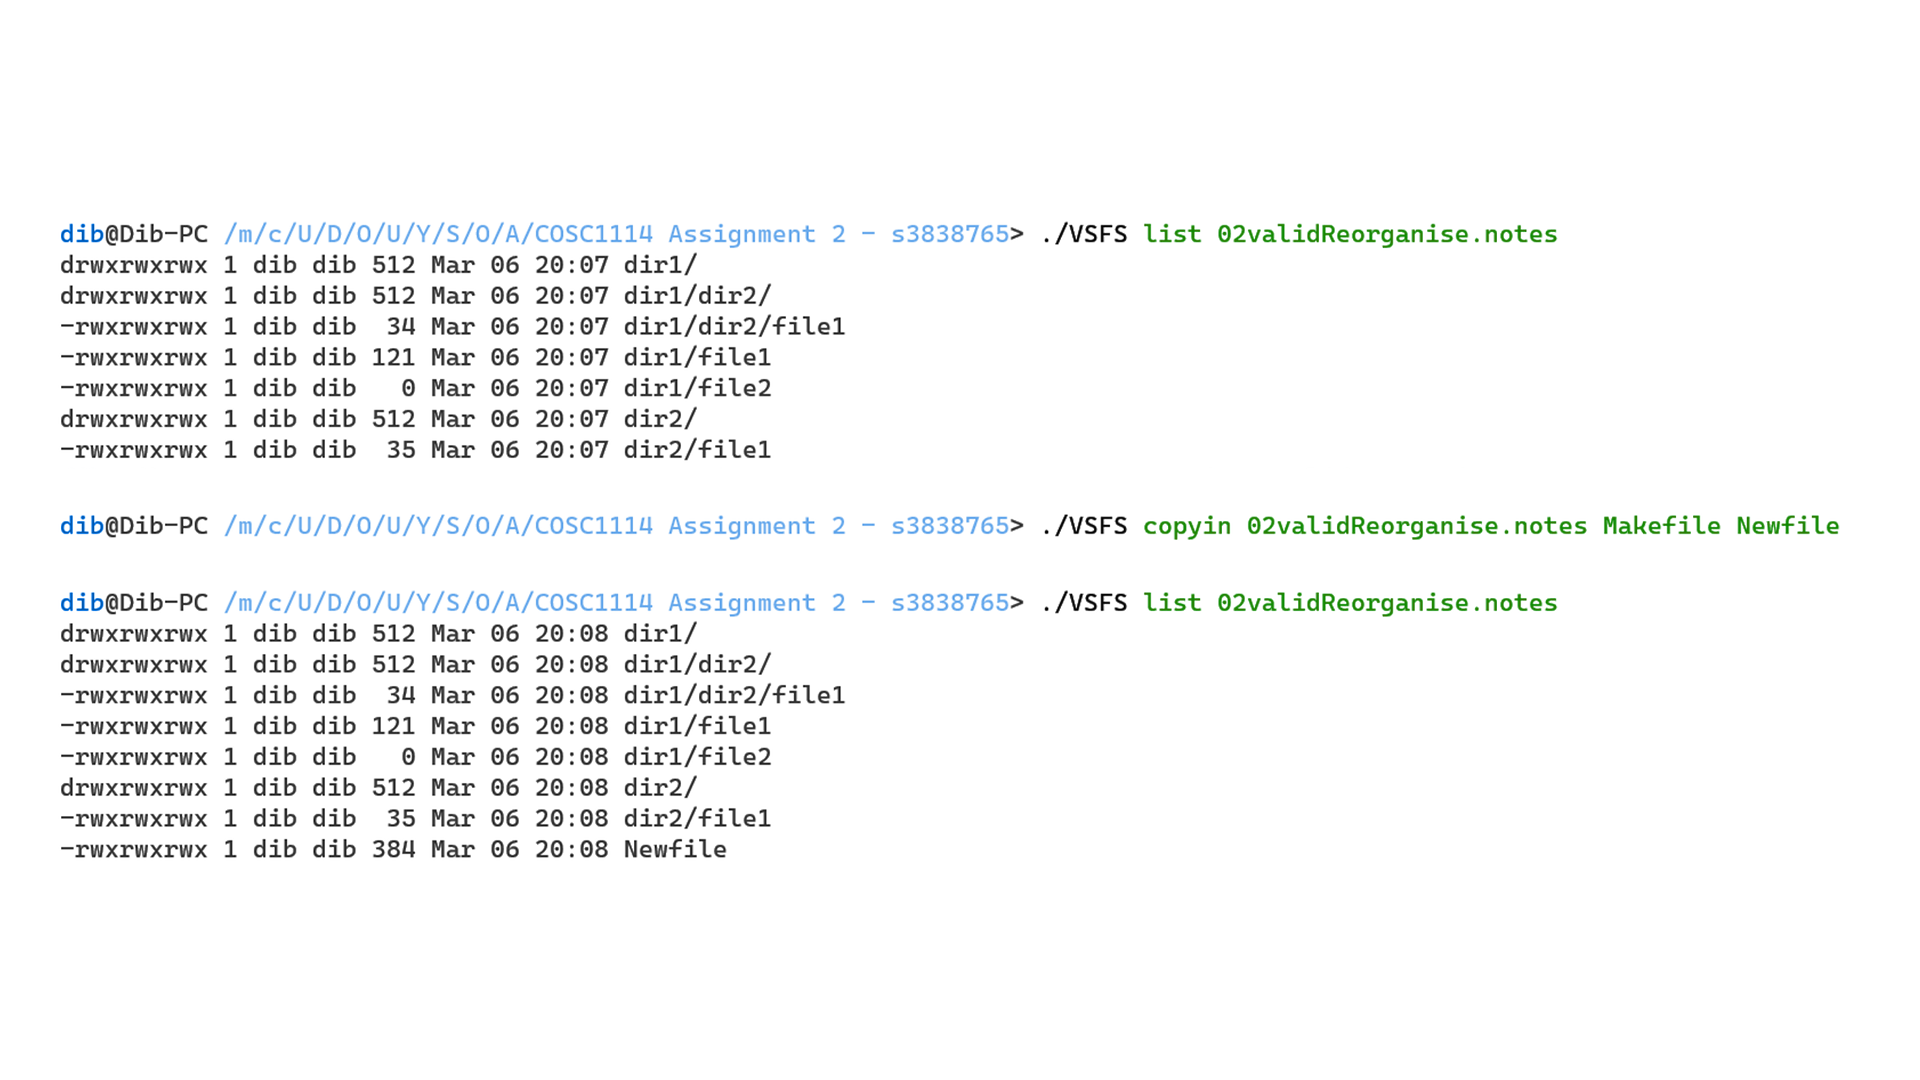 dib@Dib-PC /m/c/U/D/O/U/Y/S/O/A/COSC1114 Assignment 2 - s3838765> ./VSFS list 02validReorganise.notes
drwxrwxrwx 1 dib dib 512 Mar 06 20:07 dir1/
drwxrwxrwx 1 dib dib 512 Mar 06 20:07 dir1/dir2/
-rwxrwxrwx 1 dib dib  34 Mar 06 20:07 dir1/dir2/file1
-rwxrwxrwx 1 dib dib 121 Mar 06 20:07 dir1/file1
-rwxrwxrwx 1 dib dib   0 Mar 06 20:07 dir1/file2
drwxrwxrwx 1 dib dib 512 Mar 06 20:07 dir2/
-rwxrwxrwx 1 dib dib  35 Mar 06 20:07 dir2/file1
dib@Dib-PC /m/c/U/D/O/U/Y/S/O/A/COSC1114 Assignment 2 - s3838765> ./VSFS copyin 02validReorganise.notes Makefile Newfile
dib@Dib-PC /m/c/U/D/O/U/Y/S/O/A/COSC1114 Assignment 2 - s3838765> ./VSFS list 02validReorganise.notes
drwxrwxrwx 1 dib dib 512 Mar 06 20:08 dir1/
drwxrwxrwx 1 dib dib 512 Mar 06 20:08 dir1/dir2/
-rwxrwxrwx 1 dib dib  34 Mar 06 20:08 dir1/dir2/file1
-rwxrwxrwx 1 dib dib 121 Mar 06 20:08 dir1/file1
-rwxrwxrwx 1 dib dib   0 Mar 06 20:08 dir1/file2
drwxrwxrwx 1 dib dib 512 Mar 06 20:08 dir2/
-rwxrwxrwx 1 dib dib  35 Mar 06 20:08 dir2/file1
-rwxrwxrwx 1 dib dib 384 Mar 06 20:08 Newfile